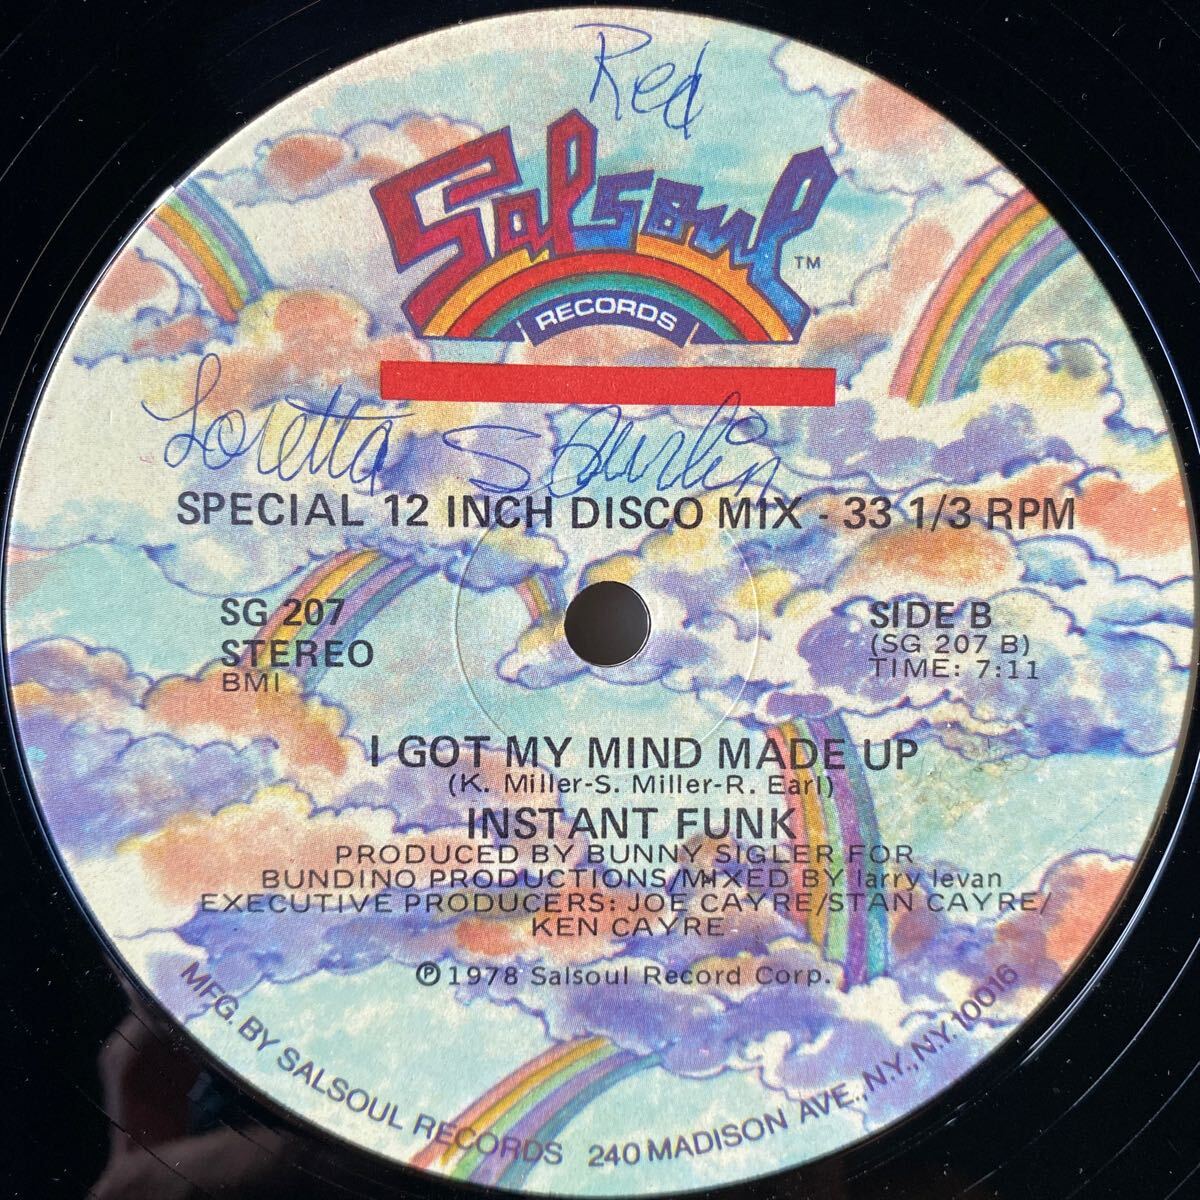 Red
Salsoul TM
RECORDS
Loretta S
SPECIAL 12 INCH DISCO MIX - 33 1/3 RPM
SG 207
STEREO
BMI
SIDE B
(SG 207 B)
TIME: 7:11
I GOT MY MIND MADE UP
(K. Miller-S. Miller-R. Earl)
INSTANT FUNK
PRODUCED BY BUNNY SIGLER FOR
BUNDINO PRODUCTIONS/MIXED BY larry levan
EXECUTIVE PRODUCERS: JOE CAYRE/STAN CAYRE/
KEN CAYRE
℗ 1978 Salsoul Record Corp.
MFG. BY SALSOUL RECORDS 240 MADISON AVE., N.Y., N.Y. 10016